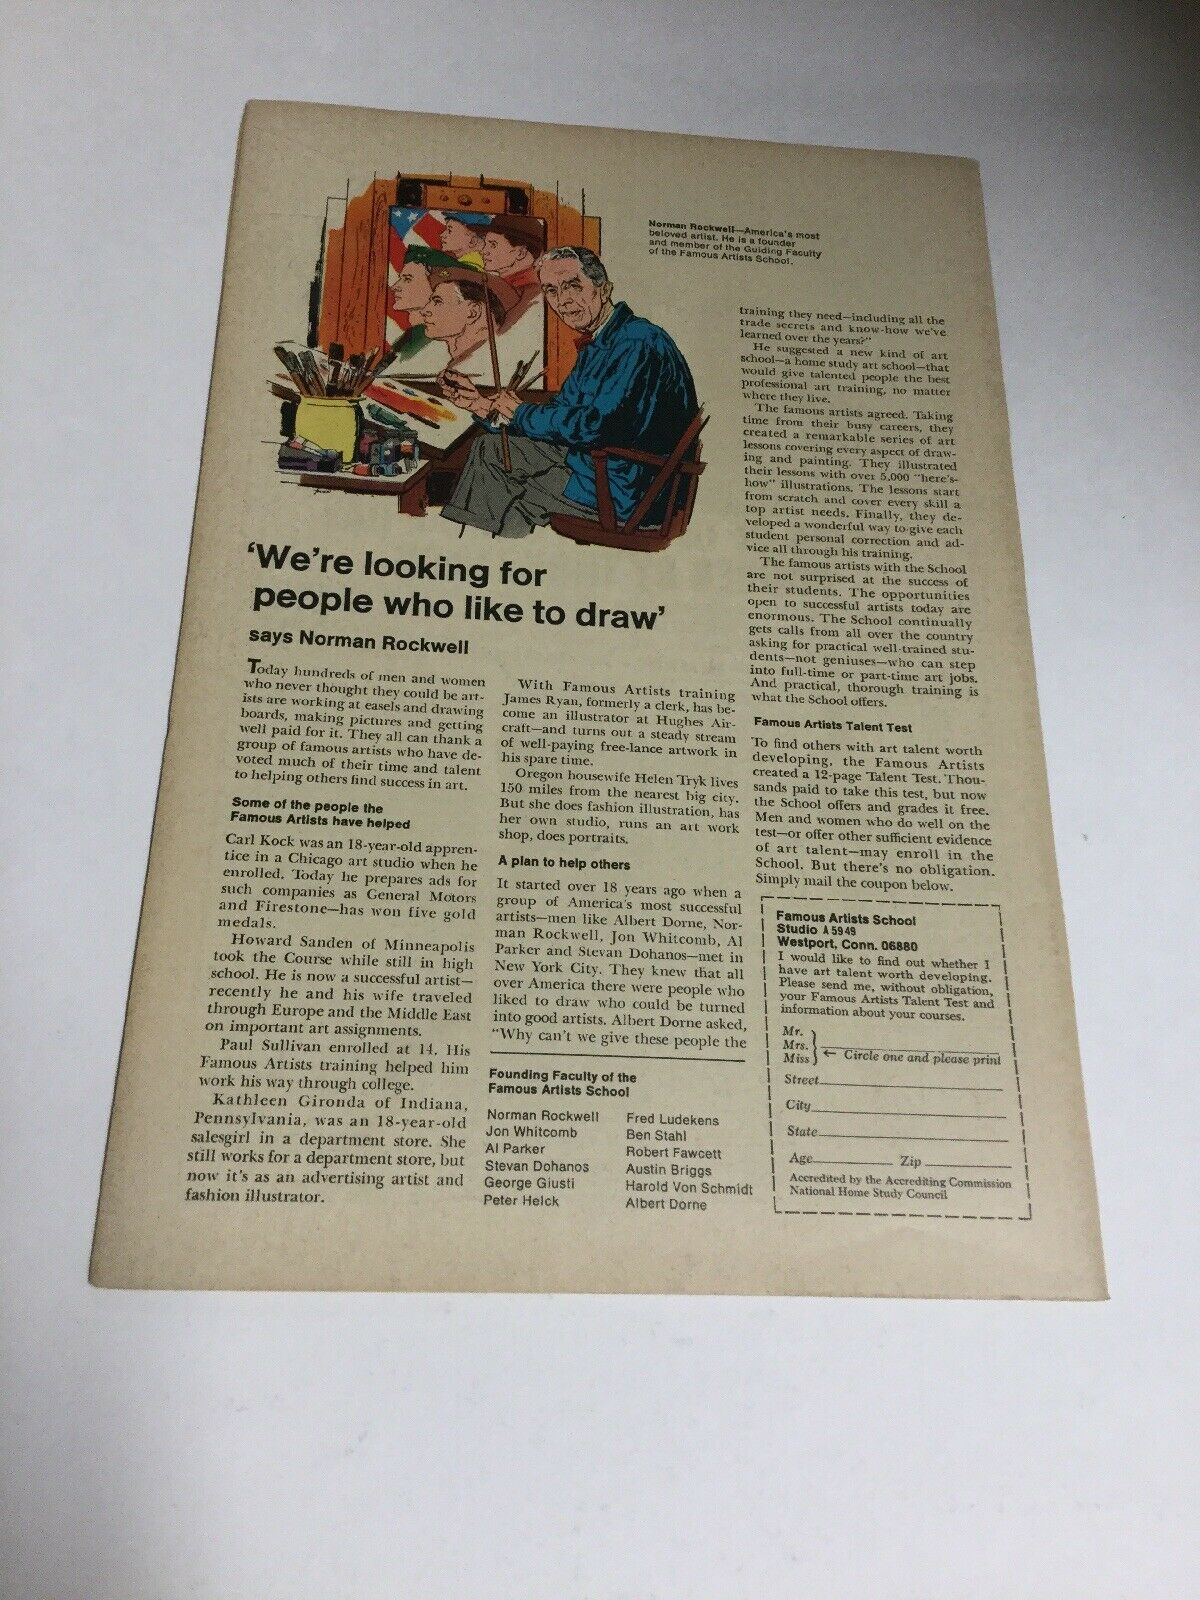 Norman Rockwell—America's most
beloved artist. He is a founder
and member of the Guiding Faculty
of the Famous Artists School.
'We're looking for
people who like to draw'
says Norman Rockwell
Today hundreds of men and women
who never thought they could be art-
ists are working at easels and drawing
boards, making pictures and getting
well paid for it. They all can thank a
group of famous artists who have de-
voted much of their time and talent
to helping others find success in art.
Some of the people the
Famous Artists have helped
Carl Kock was an 18-year-old appren-
tice in a Chicago art studio when he
enrolled. Today he prepares ads for
such companies as General Motors
and Firestone—has won five gold
medals.
Howard Sanden of Minneapolis
took the Course while still in high
school. He is now a successful artist—
recently he and his wife traveled
through Europe and the Middle East
on important art assignments.
Paul Sullivan enrolled at 14. His
Famous Artists training helped him
work his way through college.
Kathleen Gironda of Indiana,
Pennsylvania, was an 18-year-old
salesgirl in a department store. She
still works for a department store, but
now it's as an advertising artist and
fashion illustrator.
With Famous Artists training
James Ryan, formerly a clerk, has be-
come an illustrator at Hughes Air-
craft—and turns out a steady stream
of well-paying free-lance artwork in
his spare time.
Oregon housewife Helen Tryk lives
150 miles from the nearest big city.
But she does fashion illustration, has
her own studio, runs an art work
shop, does portraits.
A plan to help others
It started over 18 years ago when a
group of America's most successful
artists—men like Albert Dorne, Nor-
man Rockwell, Jon Whitcomb, Al
Parker and Stevan Dohanos—met in
New York City. They knew that all
over America there were people who
liked to draw who could be turned
into good artists. Albert Dorne asked,
"Why can't we give these people the
Founding Faculty of the
Famous Artists School
Norman Rockwell
Jon Whitcomb
Al Parker
Stevan Dohanos
George Giusti
Peter Helck
Fred Ludekens
Ben Stahl
Robert Fawcett
Austin Briggs
Harold Von Schmidt
Albert Dorne
training they need—including all the
trade secrets and know-how we've
learned over the years?"
He suggested a new kind of art
school—a home study art school—that
would give talented people the best
professional art training, no matter
where they live.
The famous artists agreed. Taking
time from their busy careers, they
created a remarkable series of art
lessons covering every aspect of draw-
ing and painting. They illustrated
their lessons with over 5,000 "here's-
how" illustrations. The lessons start
from scratch and cover every skill a
top artist needs. Finally, they de-
veloped a wonderful way to give each
student personal correction and ad-
vice all through his training.
The famous artists with the School
are not surprised at the success of
their students. The opportunities
open to successful artists today are
enormous. The School continually
gets calls from all over the country
asking for practical well-trained stu-
dents—not geniuses—who can step
into full-time or part-time art jobs.
And practical, thorough training is
what the School offers.
Famous Artists Talent Test
To find others with art talent worth
developing, the Famous Artists
created a 12-page Talent Test. Thou-
sands paid to take this test, but now
the School offers and grades it free.
Men and women who do well on the
test—or offer other sufficient evidence
of art talent—may enroll in the
School. But there's no obligation.
Simply mail the coupon below.
Famous Artists School
Studio A5949
Westport, Conn. 06880
I would like to find out whether I
have art talent worth developing.
Please send me, without obligation,
your Famous Artists Talent Test and
information about your courses.
Mr.
Mrs.
Miss ← Circle one and please print
Street
City
State
Age Zip
Accredited by the Accrediting Commission
National Home Study Council